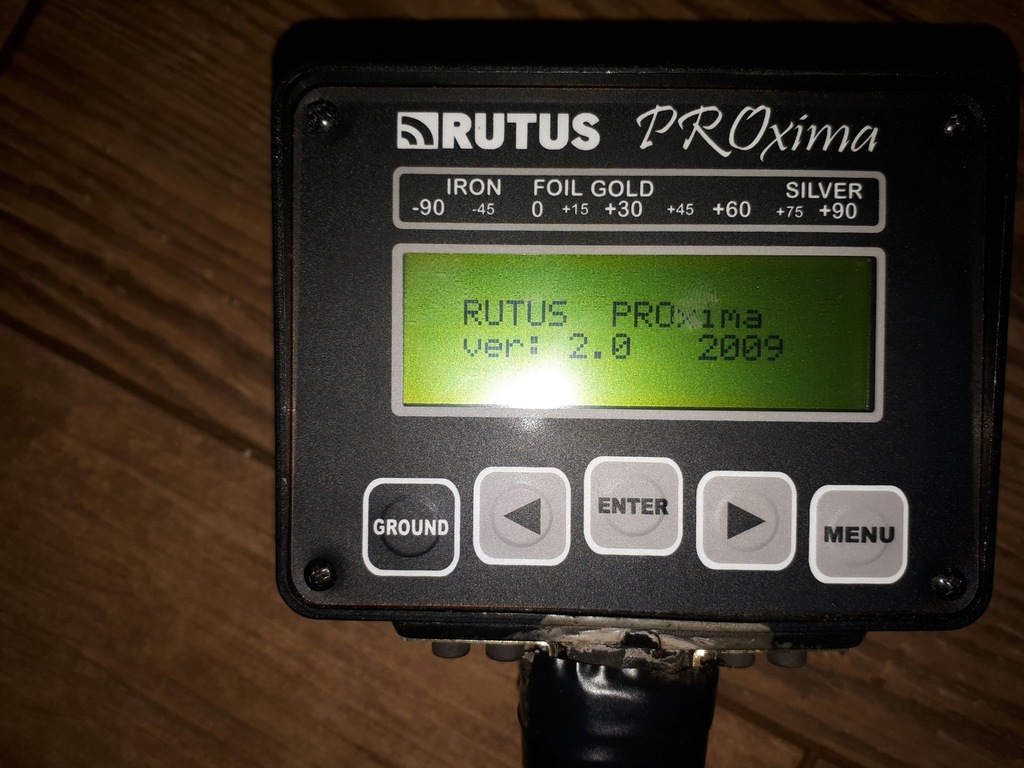 RUTUS PROxima
IRON FOIL GOLD SILVER
-90 -45 0 +15 +30 +45 +60 +75 +90
RUTUS PROxima
ver: 2.0 2009
GROUND ENTER MENU